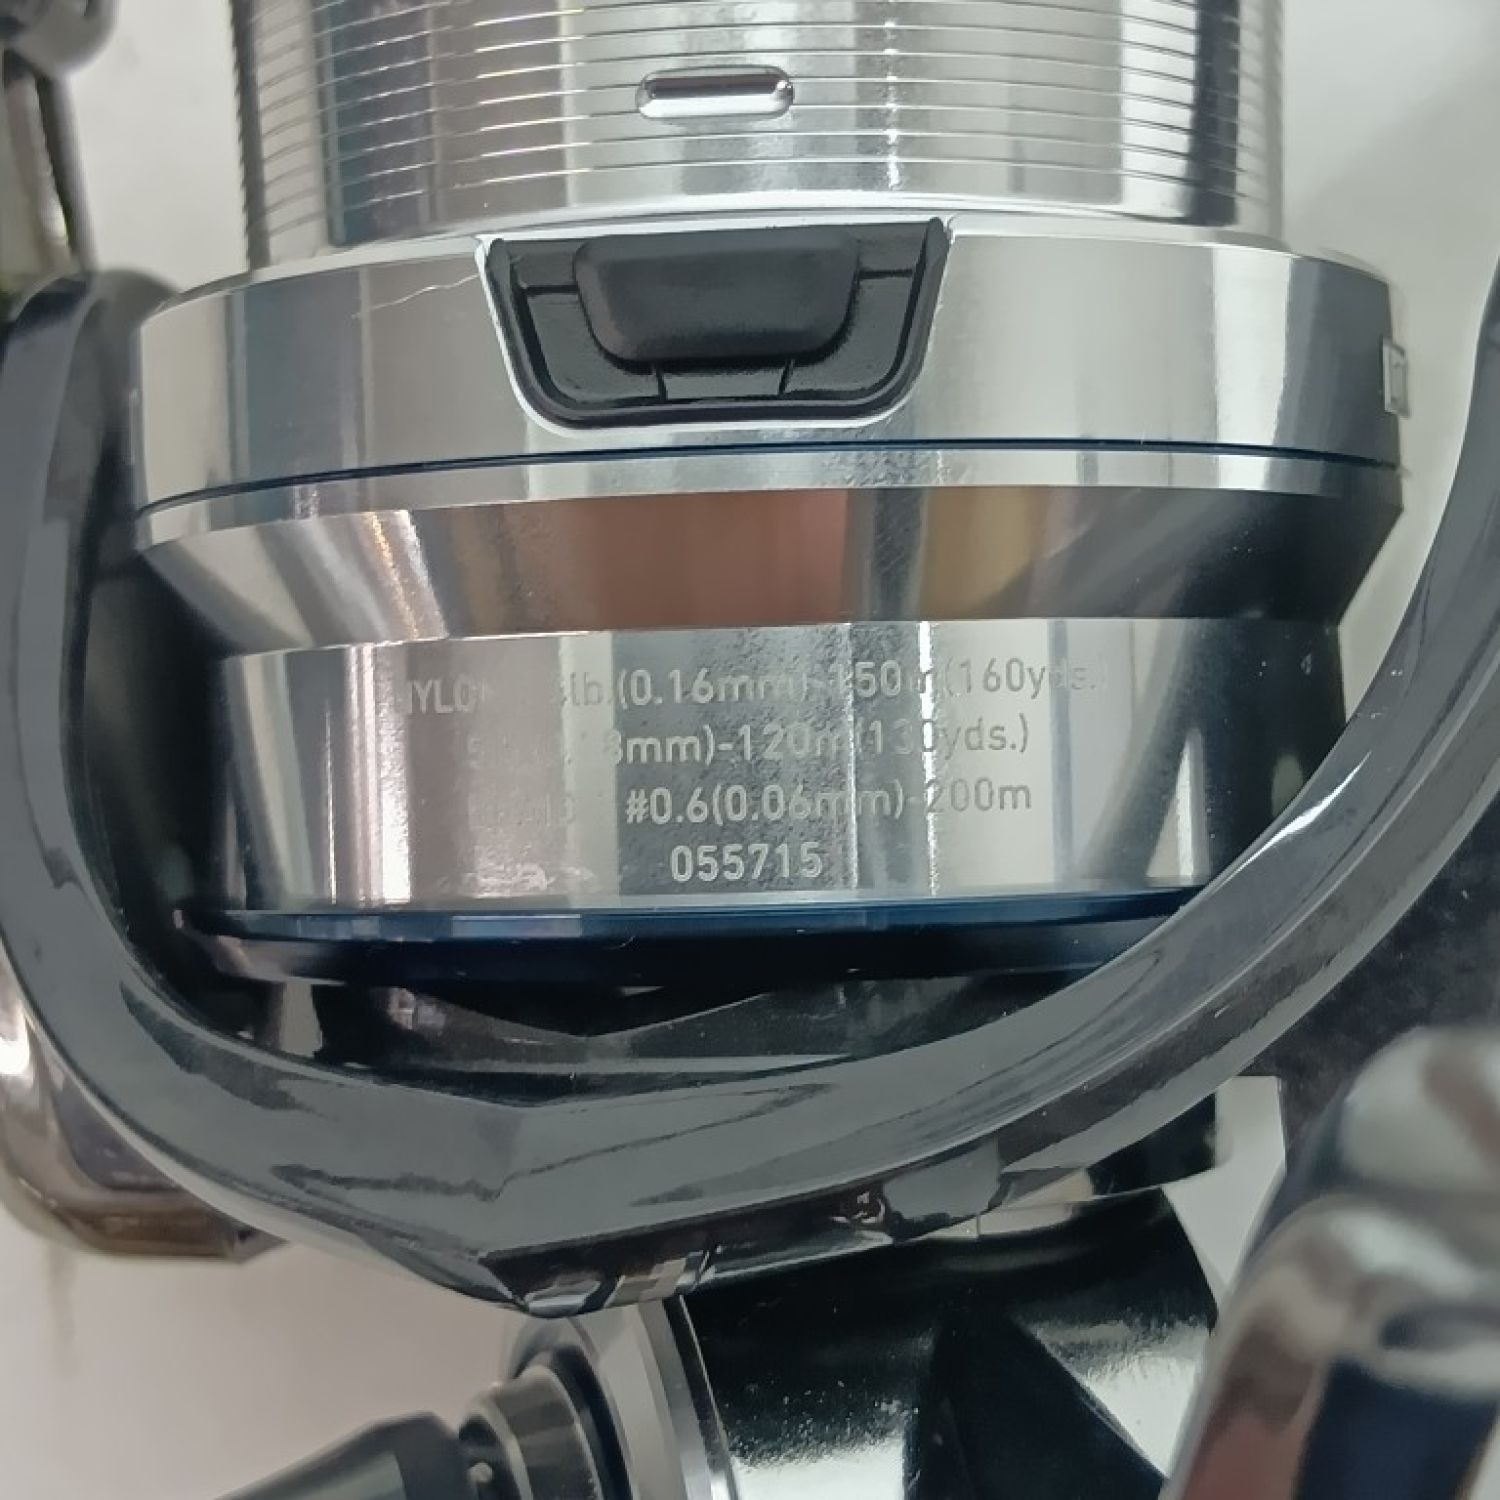 NYLON lb.(0.16mm)-150m(160yds.)
mm)-120m(130yds.)
#0.6(0.06mm)-200m
055715